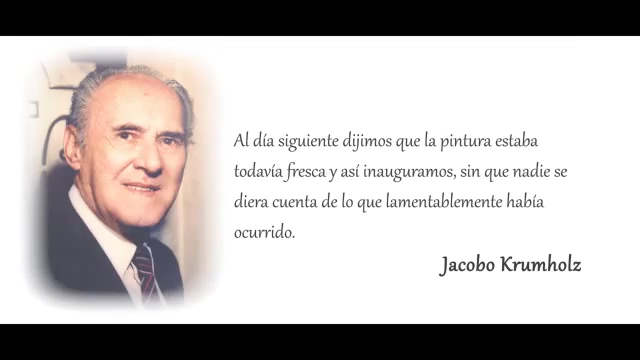 Al día siguiente dijimos que la pintura estaba
todavía fresca y así inauguramos, sin que nadie se
diera cuenta de lo que lamentablemente había
ocurrido.
Jacobo Krumholz